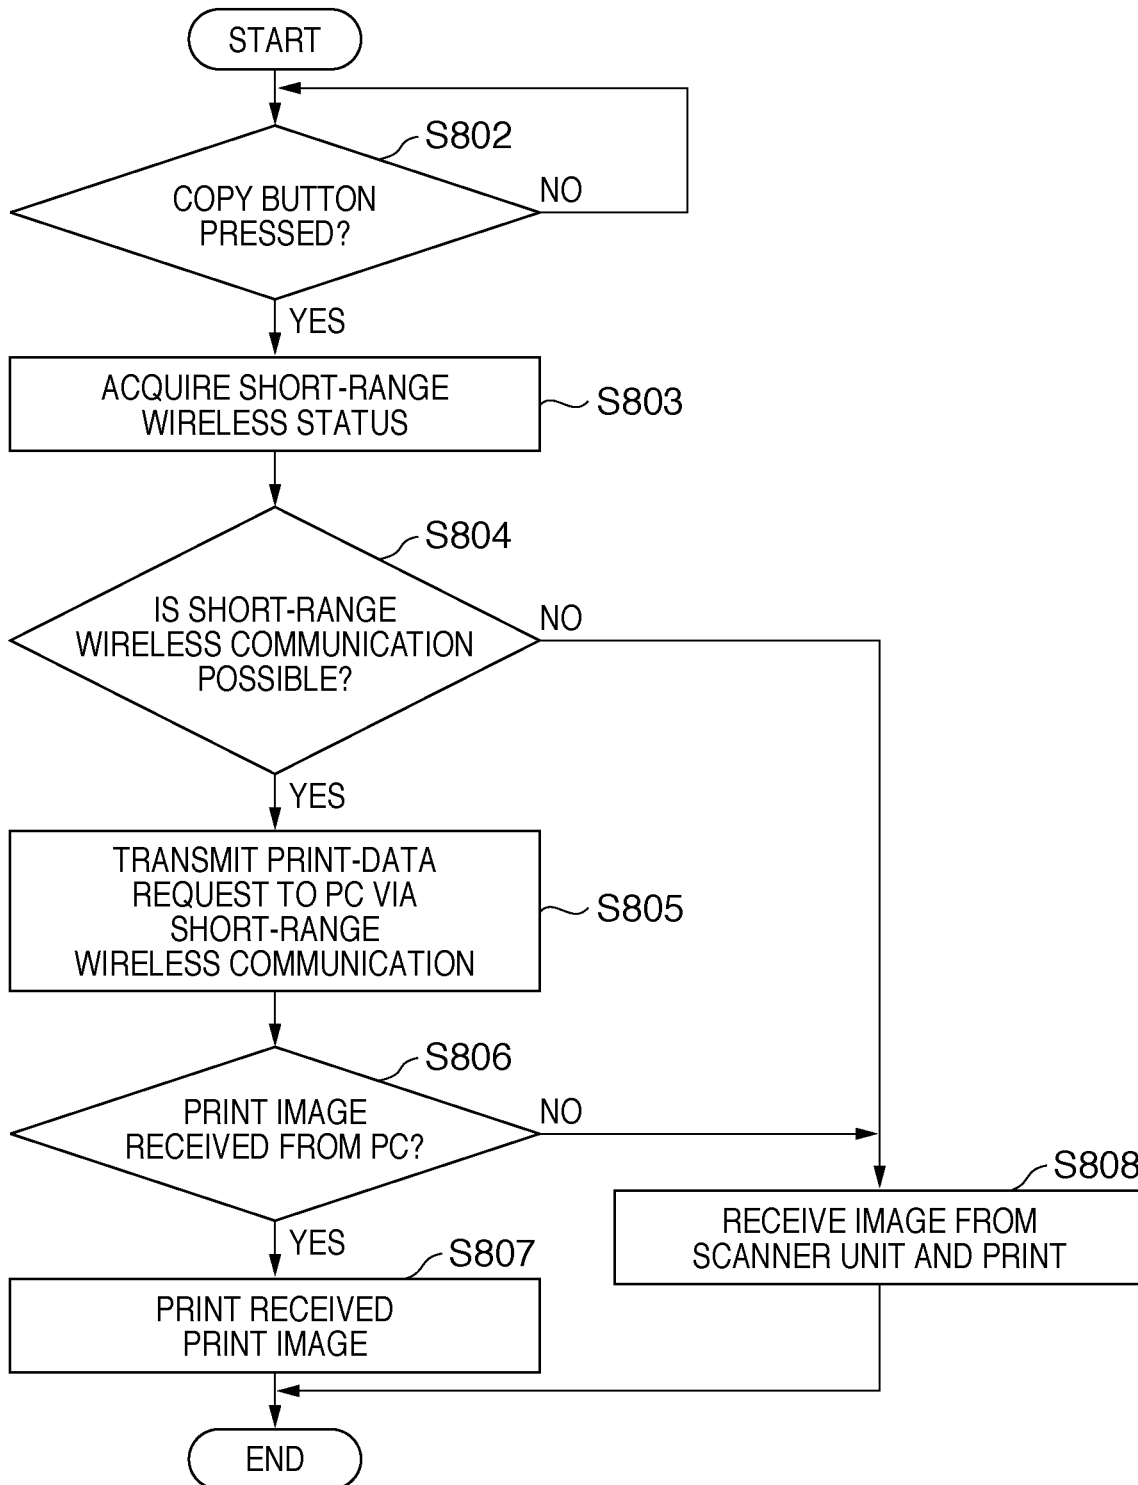 START
S802
COPY BUTTON
PRESSED?
NO
YES
ACQUIRE SHORT-RANGE
WIRELESS STATUS
S803
S804
IS SHORT-RANGE
WIRELESS COMMUNICATION
POSSIBLE?
NO
YES
TRANSMIT PRINT-DATA
REQUEST TO PC VIA
SHORT-RANGE
WIRELESS COMMUNICATION
S805
S806
PRINT IMAGE
RECEIVED FROM PC?
NO
YES
S808
RECEIVE IMAGE FROM
SCANNER UNIT AND PRINT
S807
PRINT RECEIVED
PRINT IMAGE
END